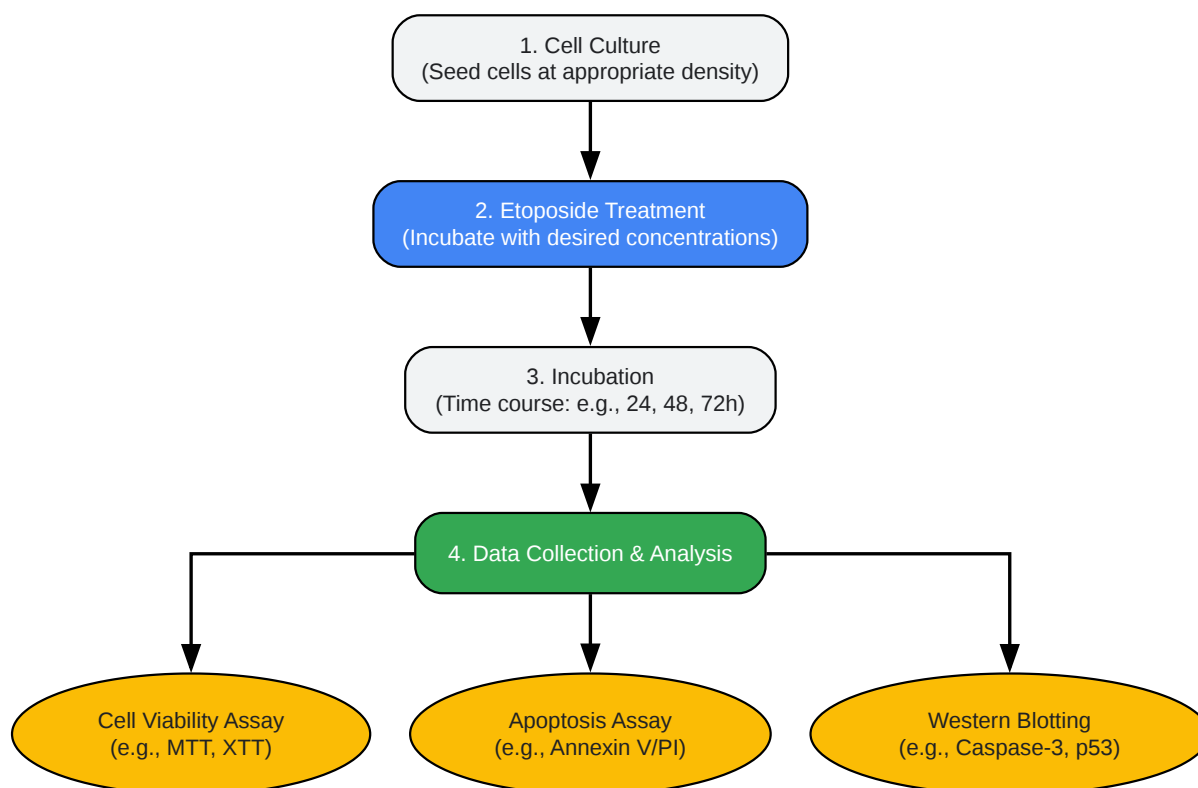 1. Cell Culture
(Seed cells at appropriate density)
2. Etoposide Treatment
(Incubate with desired concentrations)
3. Incubation
(Time course: e.g., 24, 48, 72h)
4. Data Collection & Analysis
Cell Viability Assay
(e.g., MTT, XTT)
Apoptosis Assay
(e.g., Annexin V/PI)
Western Blotting
(e.g., Caspase-3, p53)